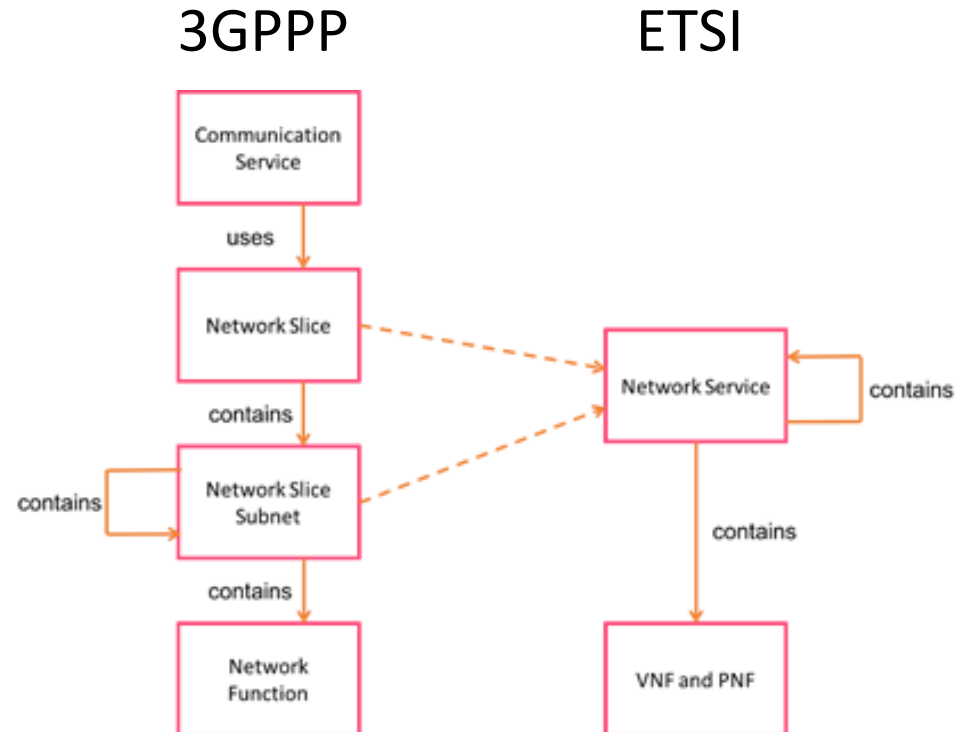 3GPPP
ETSI
Communication
Service
uses
Network Slice
contains
Network Slice
Subnet
contains
contains
Network
Function
Network Service
contains
contains
VNF and PNF